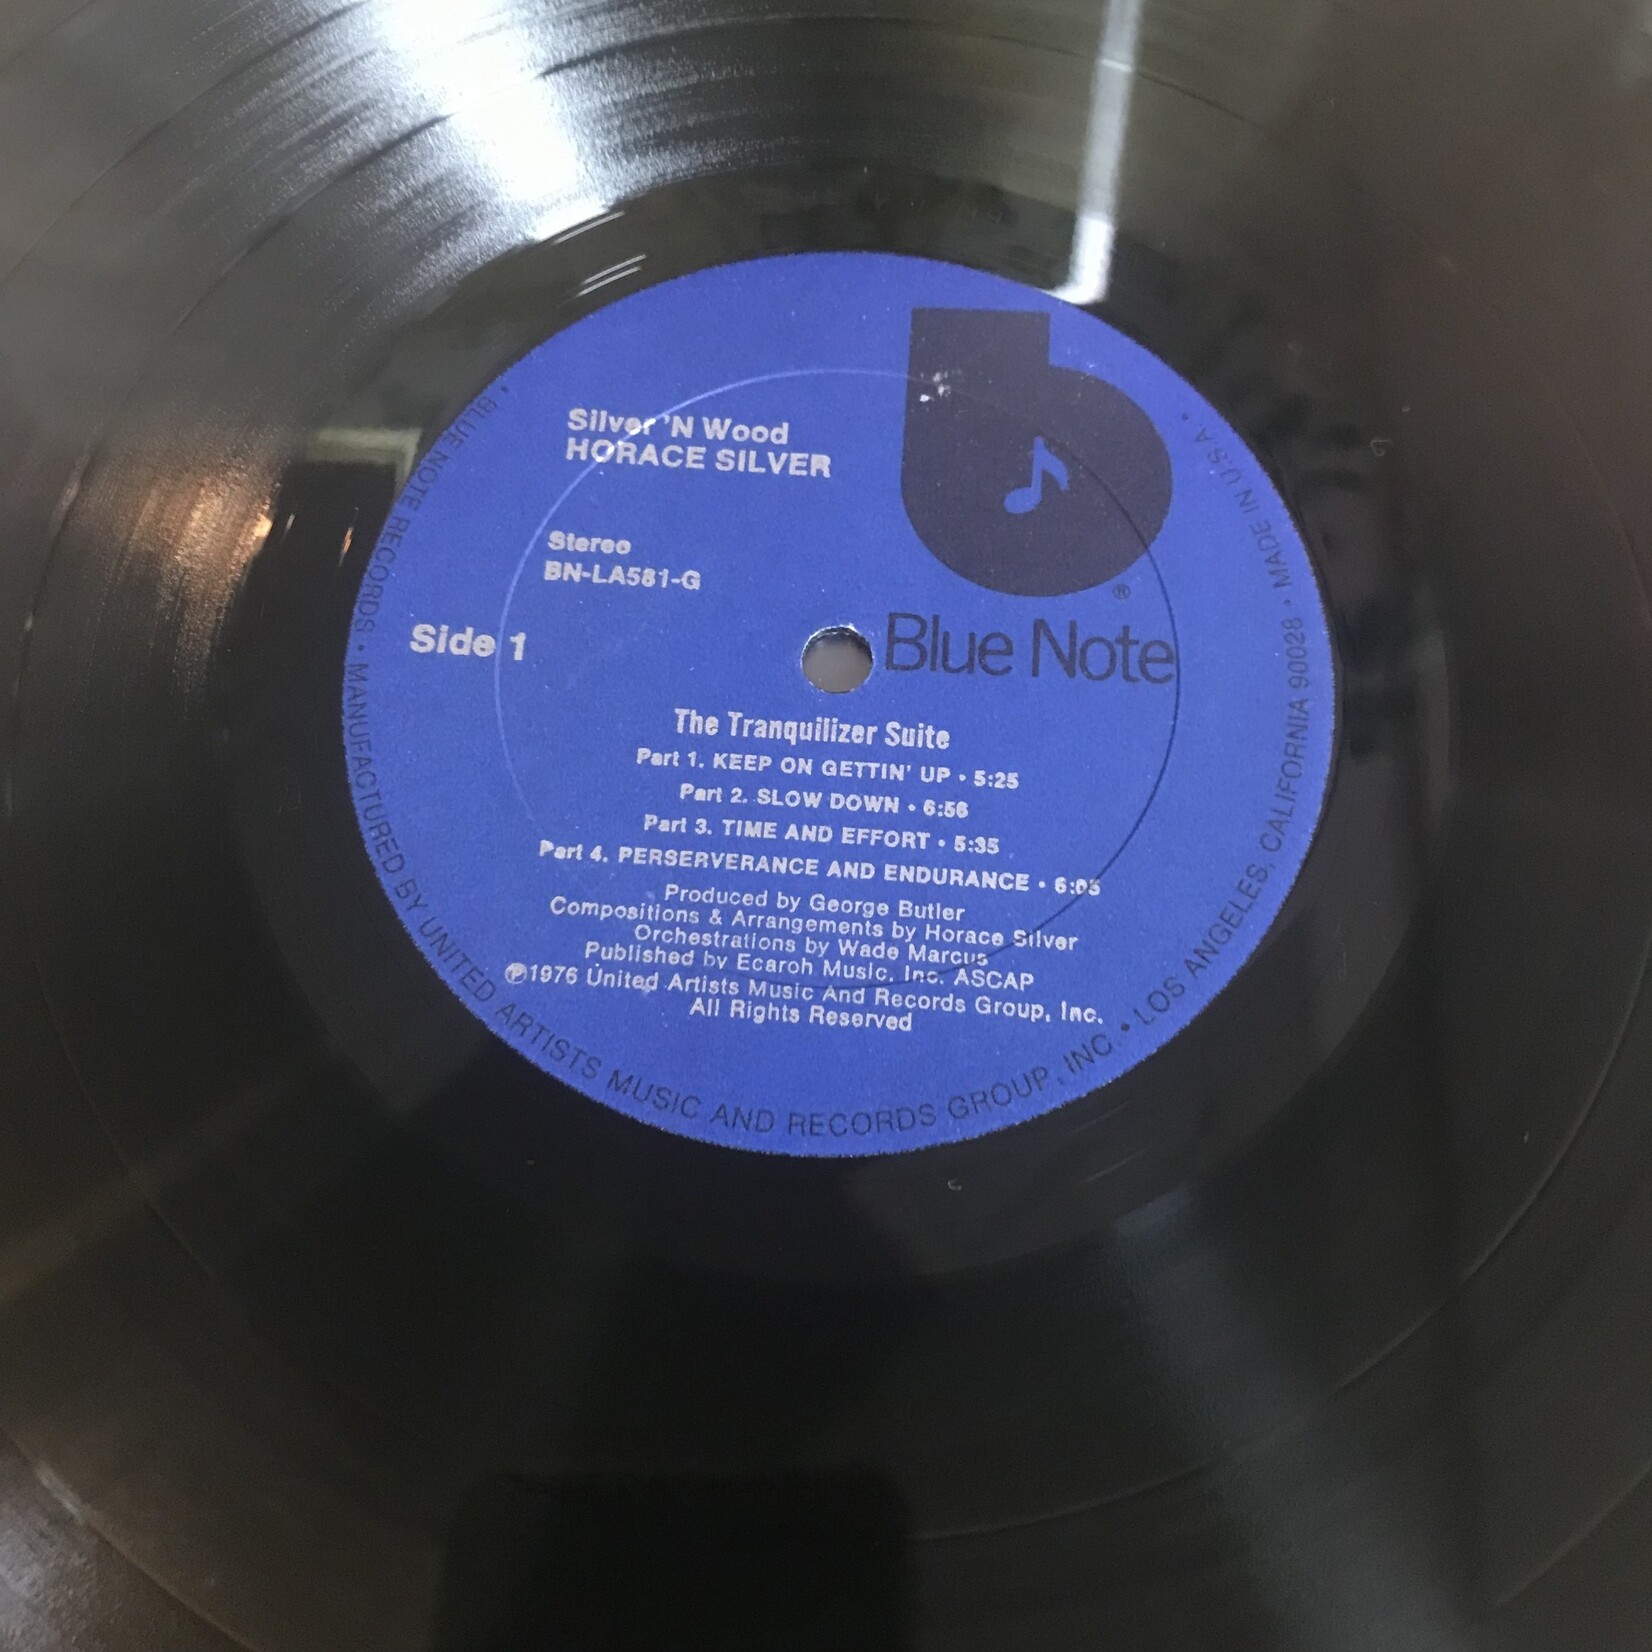 Silver 'N Wood
HORACE SILVER
Stereo
BN-LA581-G
Side 1
Blue Note
®
The Tranquilizer Suite
Part 1. KEEP ON GETTIN' UP • 5:25
Part 2. SLOW DOWN • 6:56
Part 3. TIME AND EFFORT • 5:35
Part 4. PERSERVERANCE AND ENDURANCE • 6:05
Produced by George Butler
Compositions & Arrangements by Horace Silver
Orchestrations by Wade Marcus
Published by Ecaroh Music, Inc. ASCAP
℗1976 United Artists Music And Records Group, Inc.
All Rights Reserved
• BLUE NOTE RECORDS • MANUFACTURED BY UNITED ARTISTS MUSIC AND RECORDS GROUP, INC. • LOS ANGELES, CALIFORNIA 90028 • MADE IN U.S.A. •